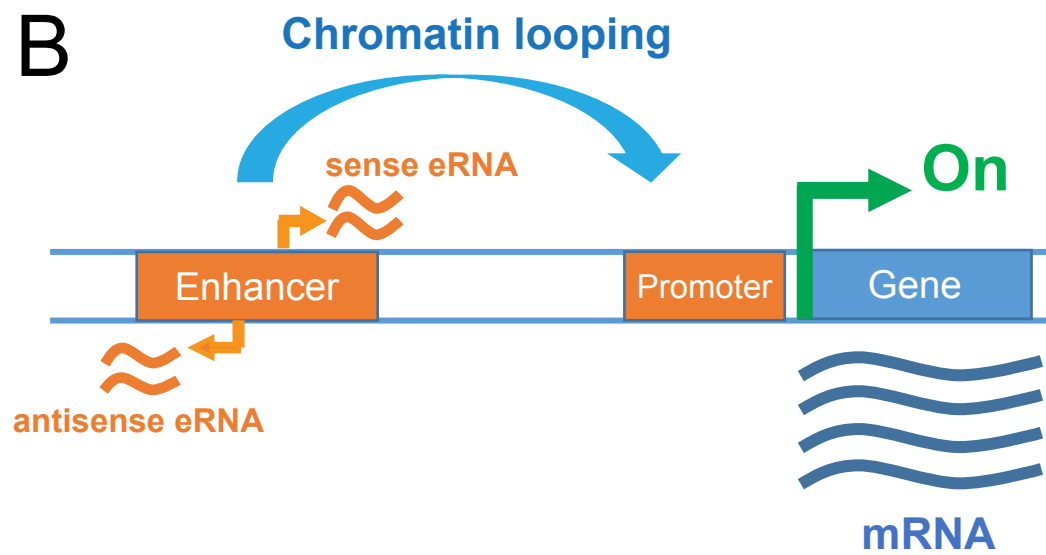 B
Chromatin looping
sense eRNA
On
Enhancer
Promoter
Gene
antisense eRNA
mRNA